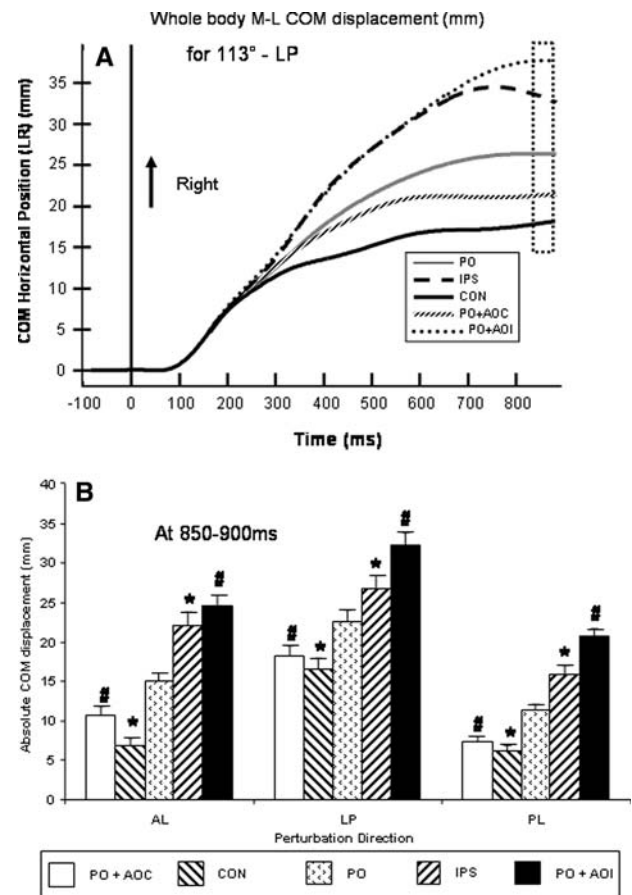 Whole body M-L COM displacement (mm)
A
for 113° - LP
COM Horizontal Position (LR) (mm)
35
30
25
20
15
10
5
0
Right
PO
IPS
CON
PO+AOC
PO+AOI
-100 0 100 200 300 400 500 600 700 800
Time (ms)
B
At 850-900ms
Absolute COM displacement (mm)
40
35
30
25
20
15
10
5
0
# * * #
# * * #
# * * #
AL LP PL
Perturbation Direction
PO + AOC CON PO IPS PO + AOI